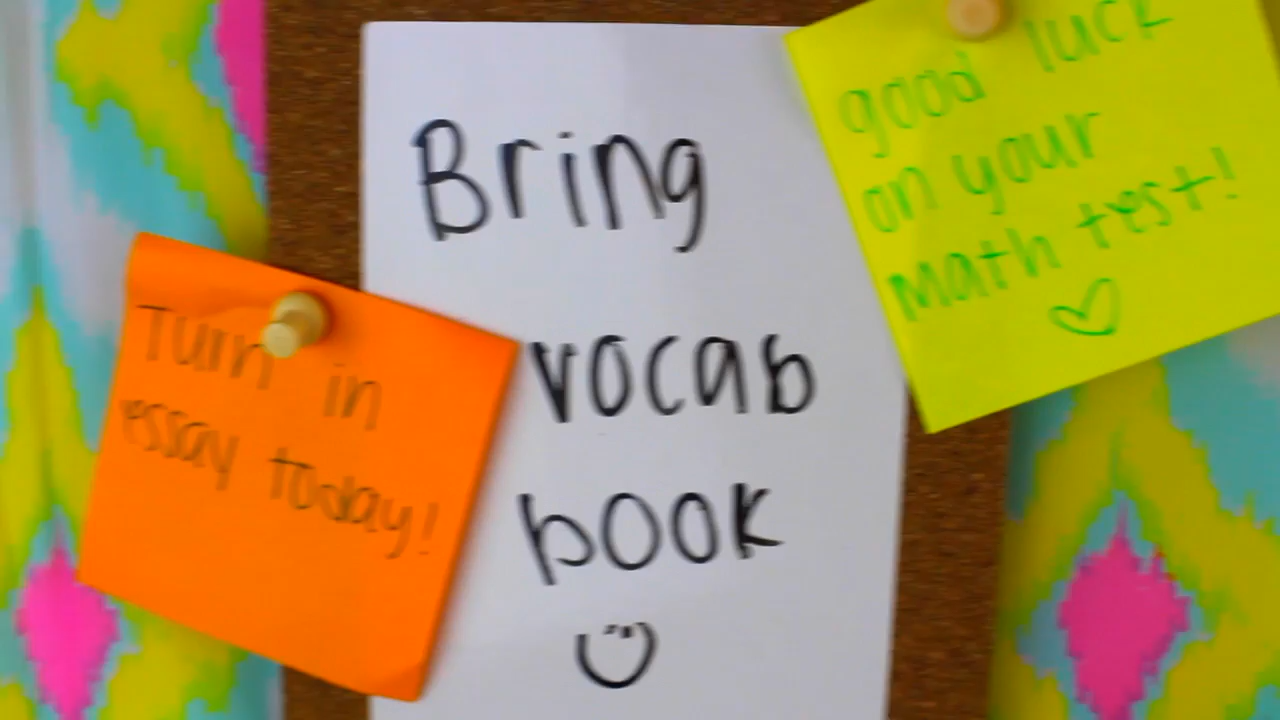 Bring
vocab
book
Turn in
essay today!
good luck
on your
math test!